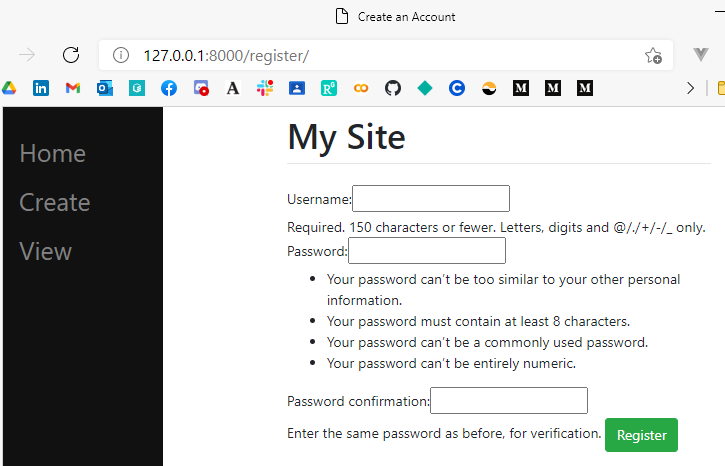 Create an Account
127.0.0.1:8000/register/
My Site
Home
Create
View
Username:
Required. 150 characters or fewer. Letters, digits and @/./+/-/_ only.
Password:
Your password can't be too similar to your other personal
information.
Your password must contain at least 8 characters.
Your password can't be a commonly used password.
Your password can't be entirely numeric.
Password confirmation:
Enter the same password as before, for verification. Register